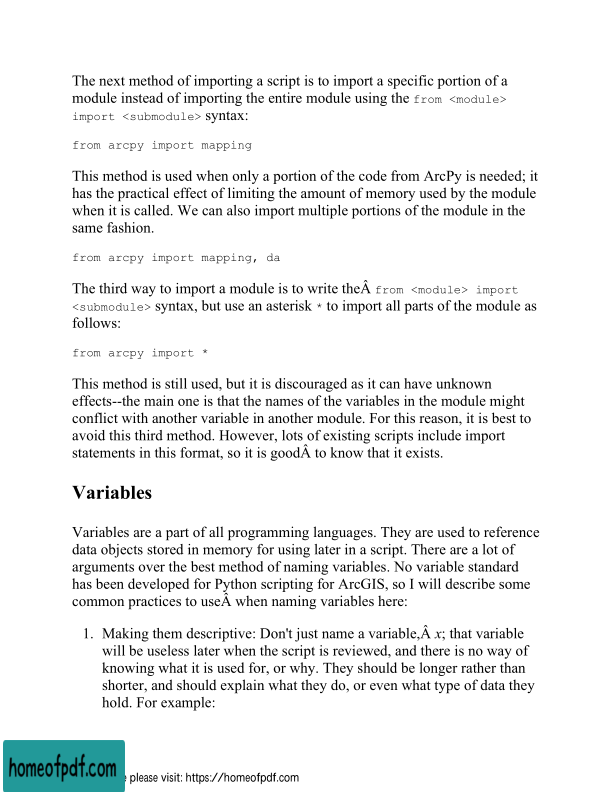 The next method of importing a script is to import a specific portion of a
module instead of importing the entire module using the from <module>
import <submodule> syntax:
from arcpy import mapping
This method is used when only a portion of the code from ArcPy is needed; it
has the practical effect of limiting the amount of memory used by the module
when it is called. We can also import multiple portions of the module in the
same fashion.
from arcpy import mapping, da
The third way to import a module is to write theÂ from <module> import
<submodule> syntax, but use an asterisk * to import all parts of the module as
follows:
from arcpy import *
This method is still used, but it is discouraged as it can have unknown
effects--the main one is that the names of the variables in the module might
conflict with another variable in another module. For this reason, it is best to
avoid this third method. However, lots of existing scripts include import
statements in this format, so it is goodÂ to know that it exists.
Variables
Variables are a part of all programming languages. They are used to reference
data objects stored in memory for using later in a script. There are a lot of
arguments over the best method of naming variables. No variable standard
has been developed for Python scripting for ArcGIS, so I will describe some
common practices to useÂ when naming variables here:
1. Making them descriptive: Don't just name a variable,Â x; that variable
will be useless later when the script is reviewed, and there is no way of
knowing what it is used for, or why. They should be longer rather than
shorter, and should explain what they do, or even what type of data they
hold. For example:
homeofpdf.com
please visit: https://homeofpdf.com